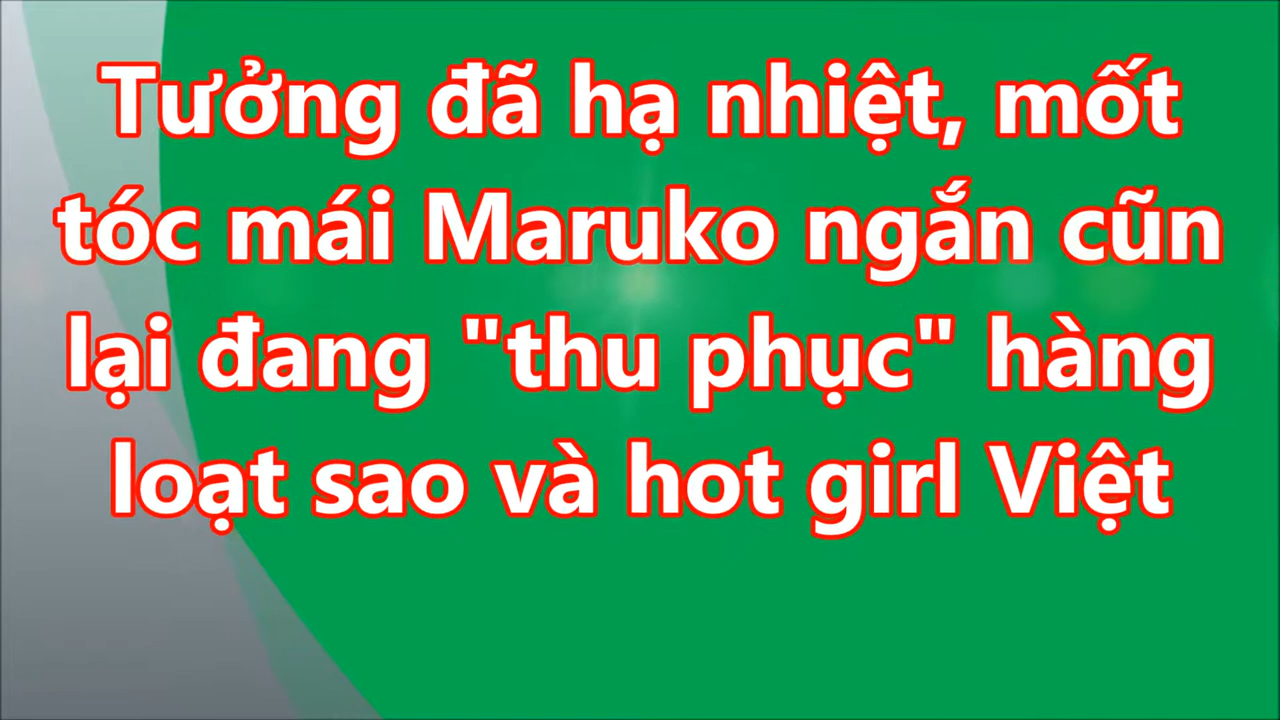 Tưởng đã hạ nhiệt, mốt
tóc mái Maruko ngắn cũn
lại đang "thu phục" hàng
loạt sao và hot girl Việt